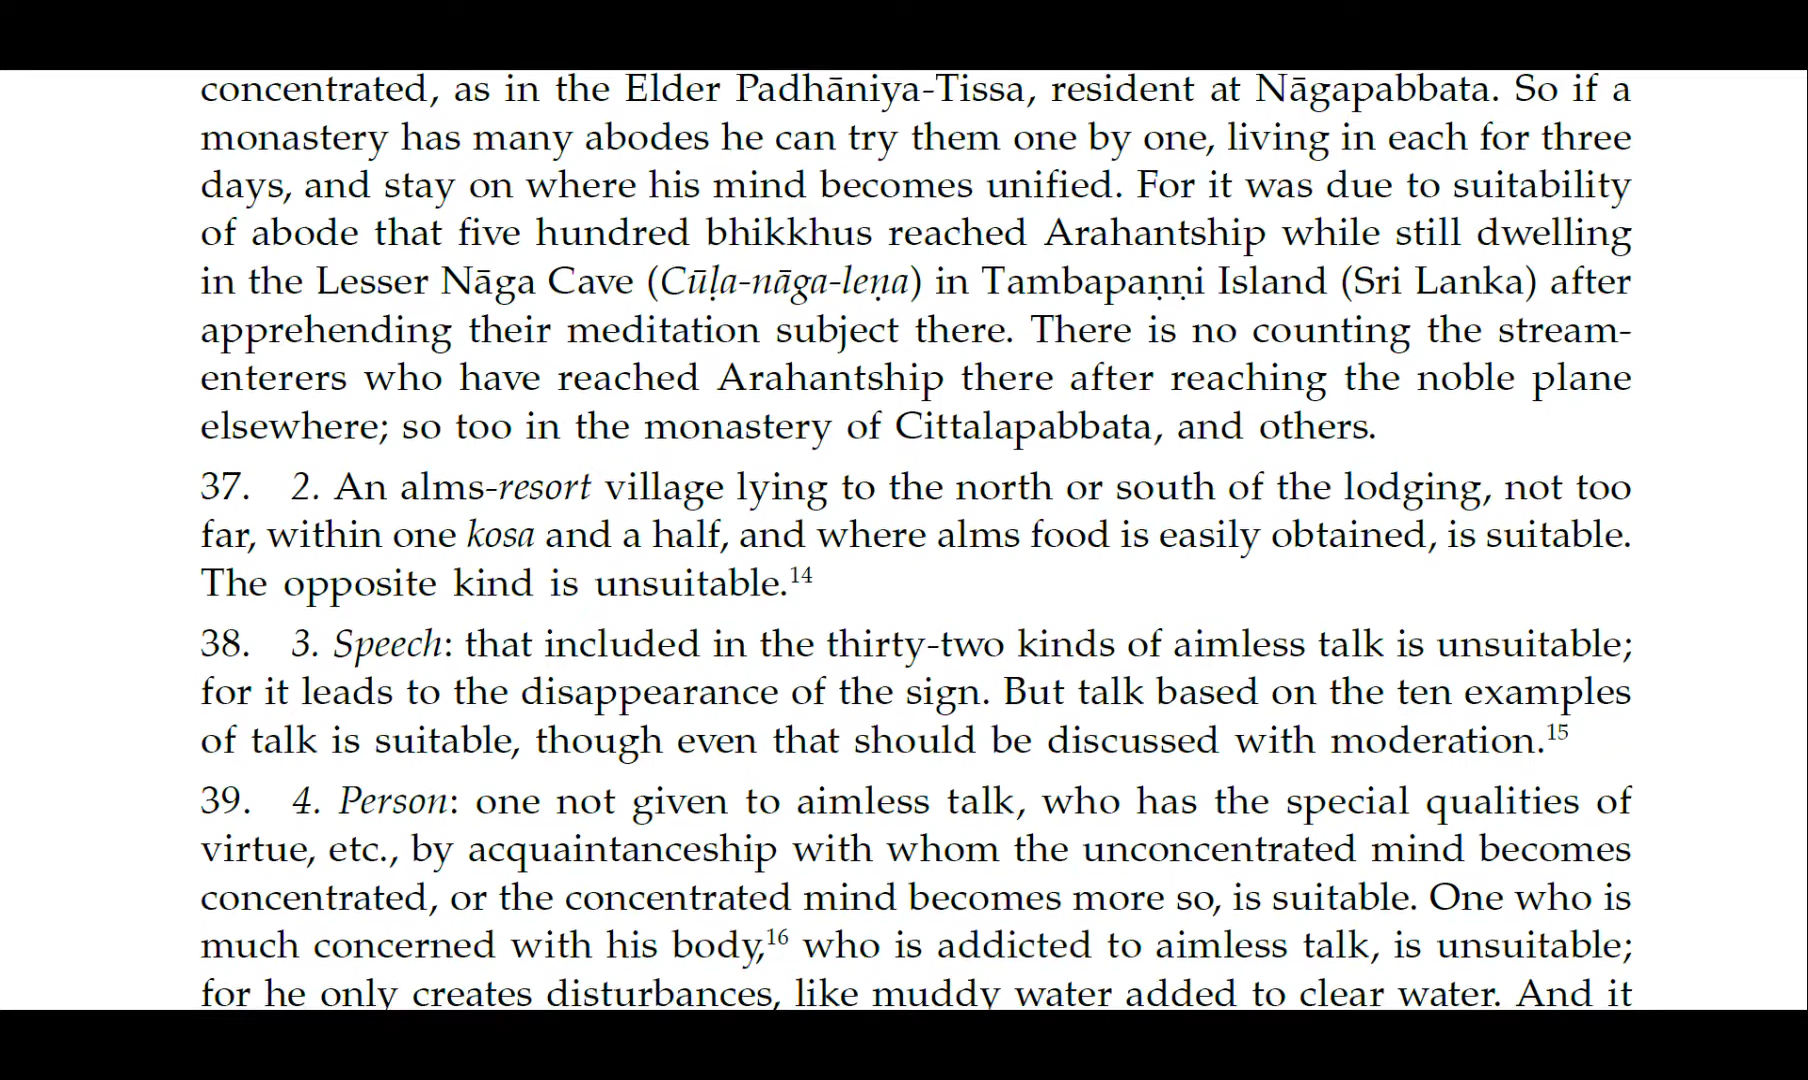 concentrated, as in the Elder Padhāniya-Tissa, resident at Nāgapabbata. So if a
monastery has many abodes he can try them one by one, living in each for three
days, and stay on where his mind becomes unified. For it was due to suitability
of abode that five hundred bhikkhus reached Arahantship while still dwelling
in the Lesser Nāga Cave (Cūḷa-nāga-leṇa) in Tambapaṇṇi Island (Sri Lanka) after
apprehending their meditation subject there. There is no counting the stream-
enterers who have reached Arahantship there after reaching the noble plane
elsewhere; so too in the monastery of Cittalapabbata, and others.
37. 2. An alms-resort village lying to the north or south of the lodging, not too
far, within one kosa and a half, and where alms food is easily obtained, is suitable.
The opposite kind is unsuitable.14
38. 3. Speech: that included in the thirty-two kinds of aimless talk is unsuitable;
for it leads to the disappearance of the sign. But talk based on the ten examples
of talk is suitable, though even that should be discussed with moderation.15
39. 4. Person: one not given to aimless talk, who has the special qualities of
virtue, etc., by acquaintanceship with whom the unconcentrated mind becomes
concentrated, or the concentrated mind becomes more so, is suitable. One who is
much concerned with his body,16 who is addicted to aimless talk, is unsuitable;
for he only creates disturbances, like muddy water added to clear water. And it